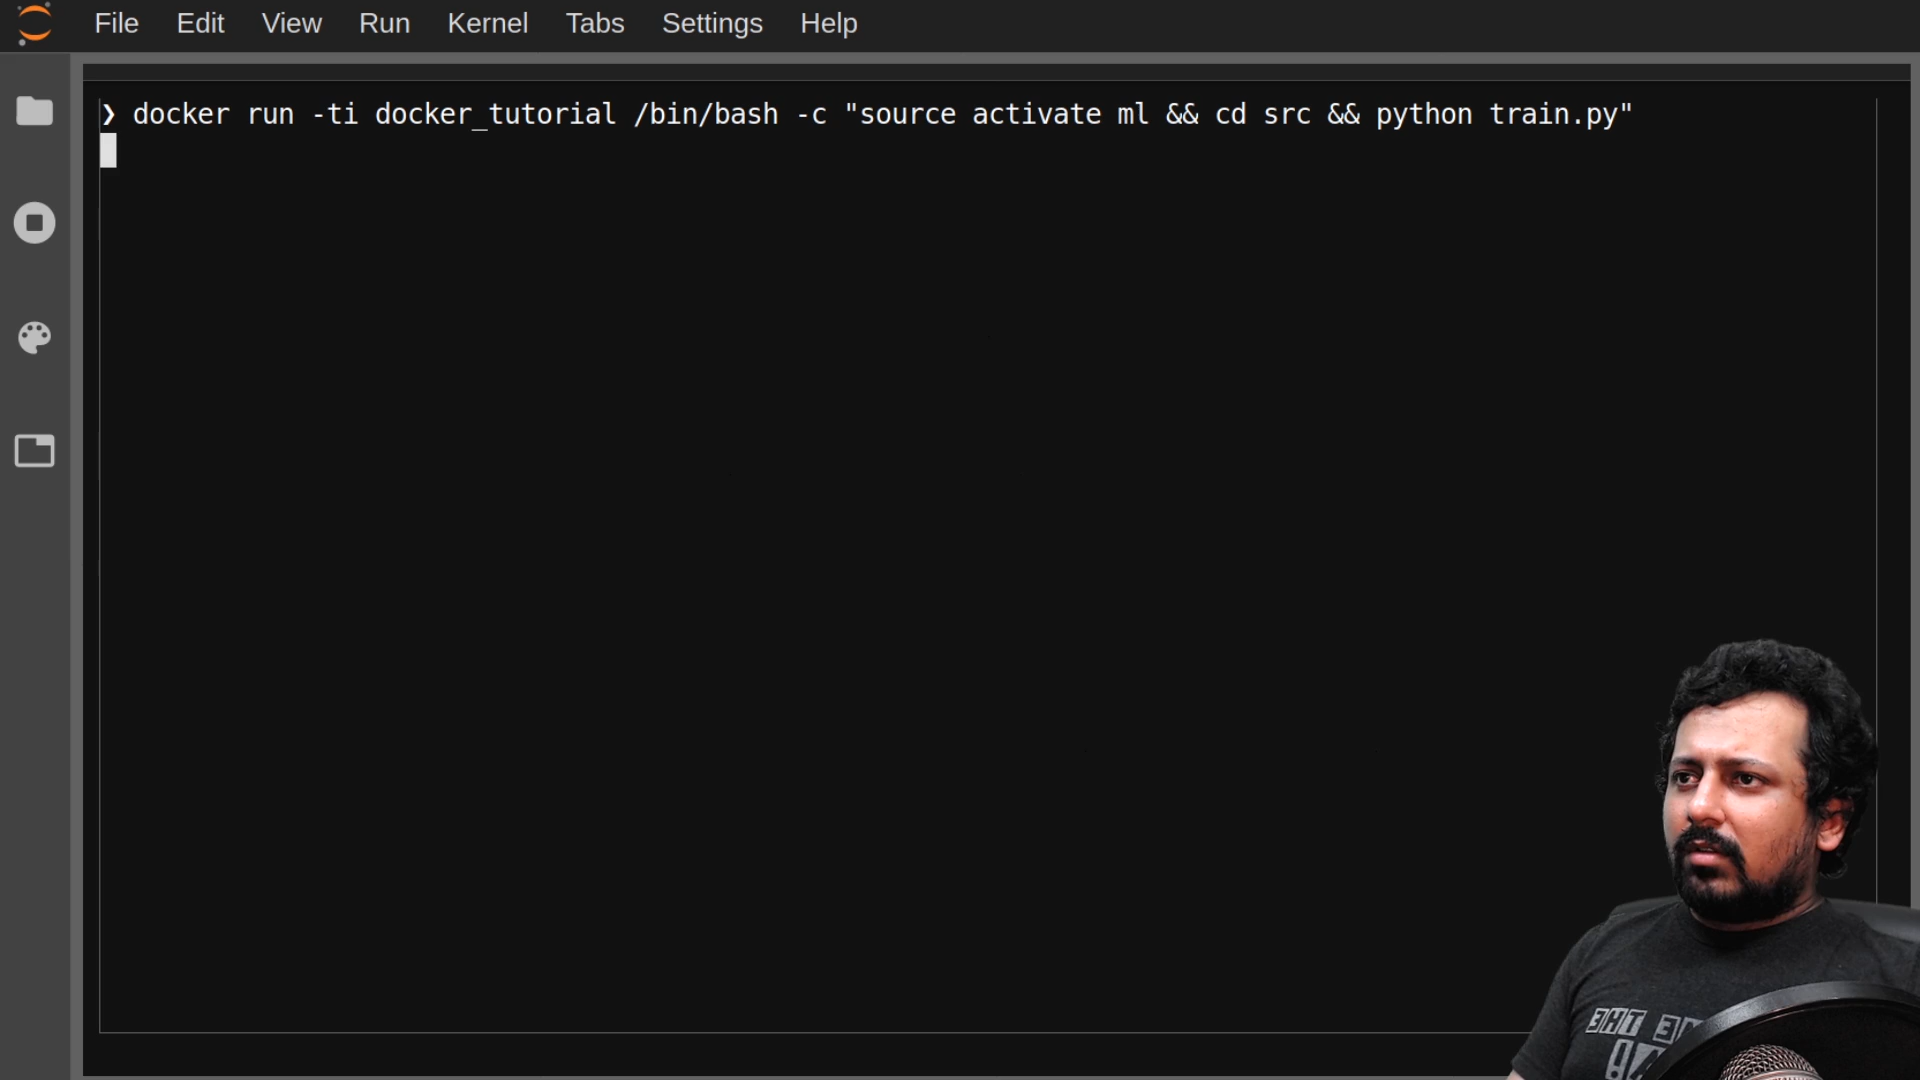 File Edit View Run Kernel Tabs Settings Help
❯ docker run -ti docker_tutorial /bin/bash -c "source activate ml && cd src && python train.py"